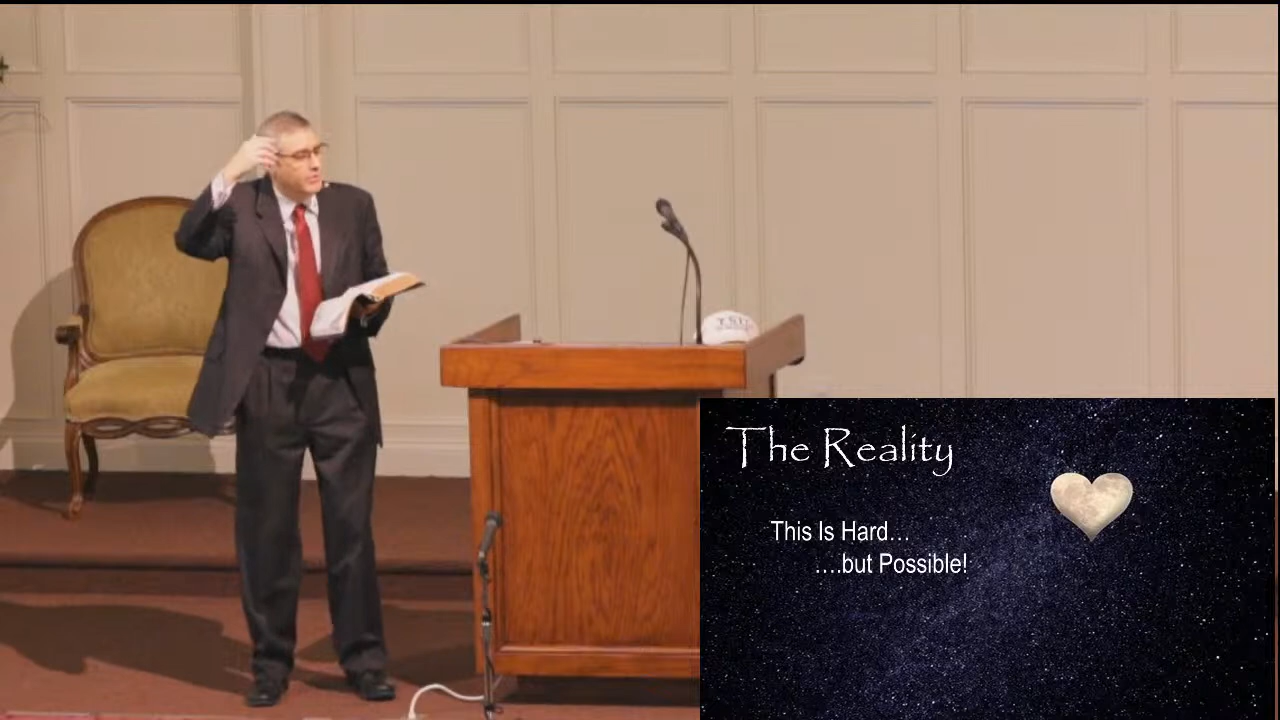 The Reality
This Is Hard…
….but Possible!